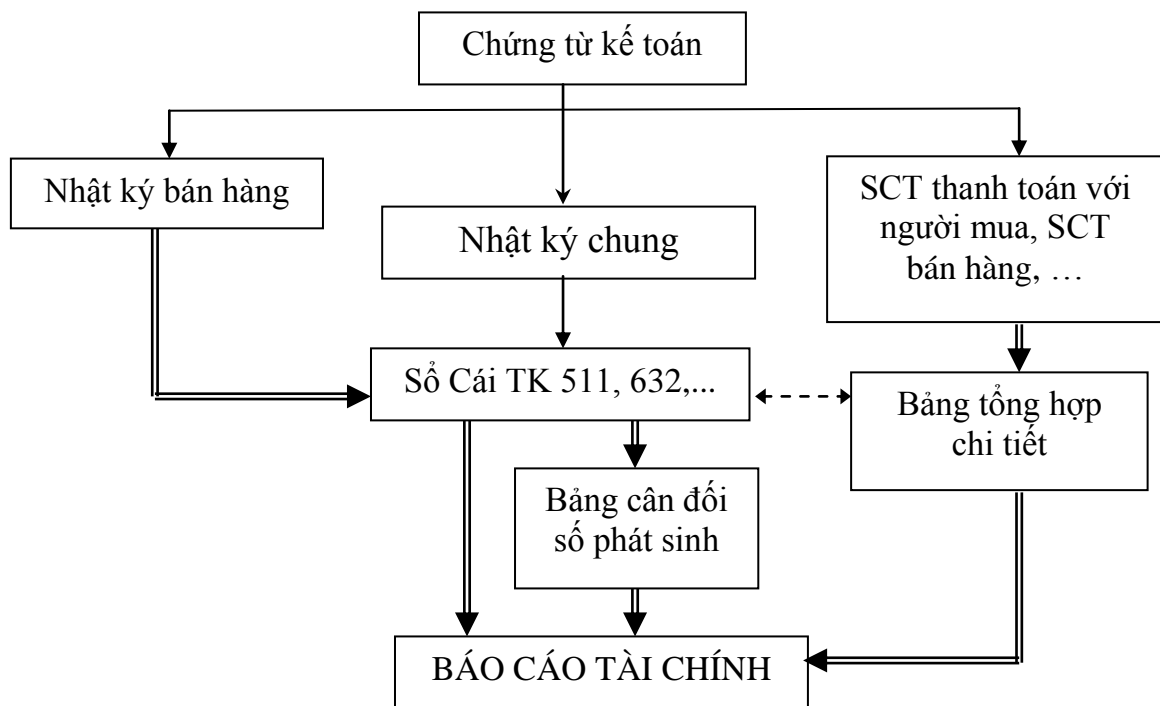 Chứng từ kế toán
Nhật ký bán hàng
Nhật ký chung
SCT thanh toán với
người mua, SCT
bán hàng, …
Sổ Cái TK 511, 632,...
Bảng tổng hợp
chi tiết
Bảng cân đối
số phát sinh
BÁO CÁO TÀI CHÍNH